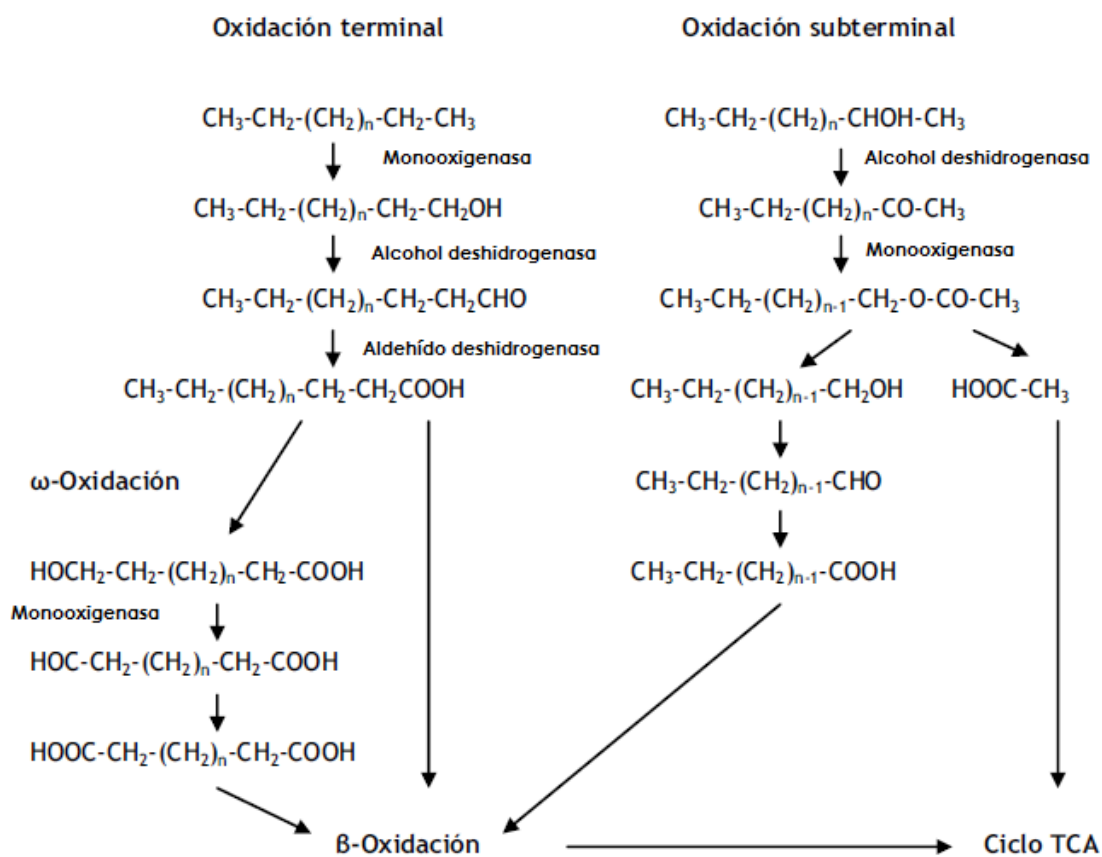 Oxidación terminal
CH₃-CH₂-(CH₂)ₙ-CH₂-CH₃
Monooxigenasa
CH₃-CH₂-(CH₂)ₙ-CH₂-CH₂OH
Alcohol deshidrogenasa
CH₃-CH₂-(CH₂)ₙ-CH₂-CH₂CHO
Aldehído deshidrogenasa
CH₃-CH₂-(CH₂)ₙ-CH₂-CH₂COOH
ω-Oxidación
HOCH₂-CH₂-(CH₂)ₙ-CH₂-COOH
Monooxigenasa
HOC-CH₂-(CH₂)ₙ-CH₂-COOH
HOOC-CH₂-(CH₂)ₙ-CH₂-COOH
Oxidación subterminal
CH₃-CH₂-(CH₂)ₙ-CHOH-CH₃
Alcohol deshidrogenasa
CH₃-CH₂-(CH₂)ₙ-CO-CH₃
Monooxigenasa
CH₃-CH₂-(CH₂)ₙ₋₁-CH₂-O-CO-CH₃
CH₃-CH₂-(CH₂)ₙ₋₁-CH₂OH
HOOC-CH₃
CH₃-CH₂-(CH₂)ₙ₋₁-CHO
CH₃-CH₂-(CH₂)ₙ₋₁-COOH
β-Oxidación
Ciclo TCA